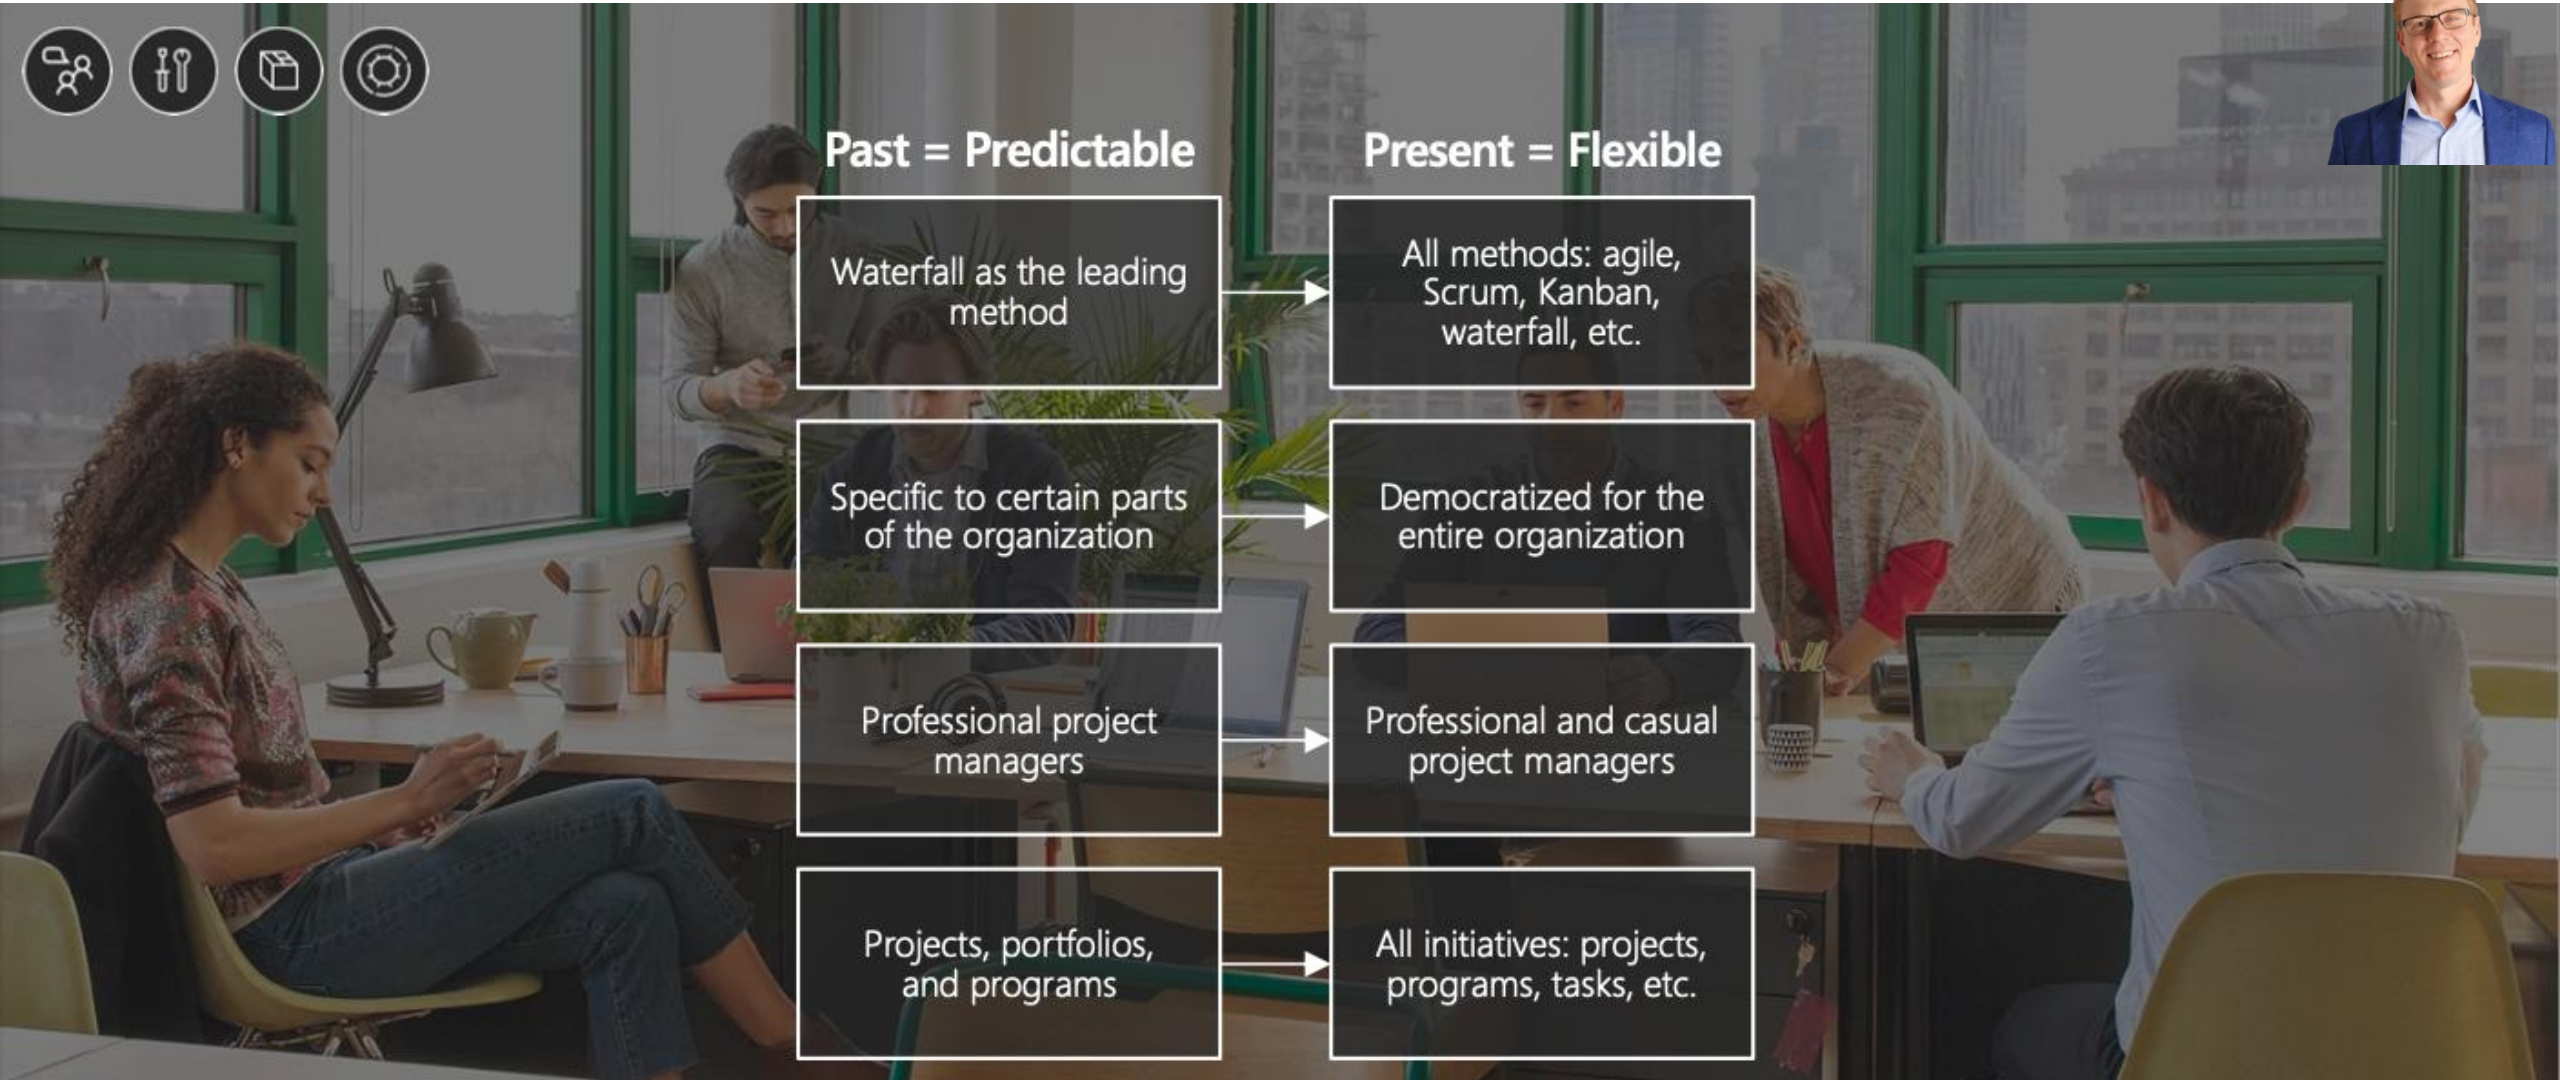 Past = Predictable
Present = Flexible
Waterfall as the leading
method
All methods: agile,
Scrum, Kanban,
waterfall, etc.
Specific to certain parts
of the organization
Democratized for the
entire organization
Professional project
managers
Professional and casual
project managers
Projects, portfolios,
and programs
All initiatives: projects,
programs, tasks, etc.